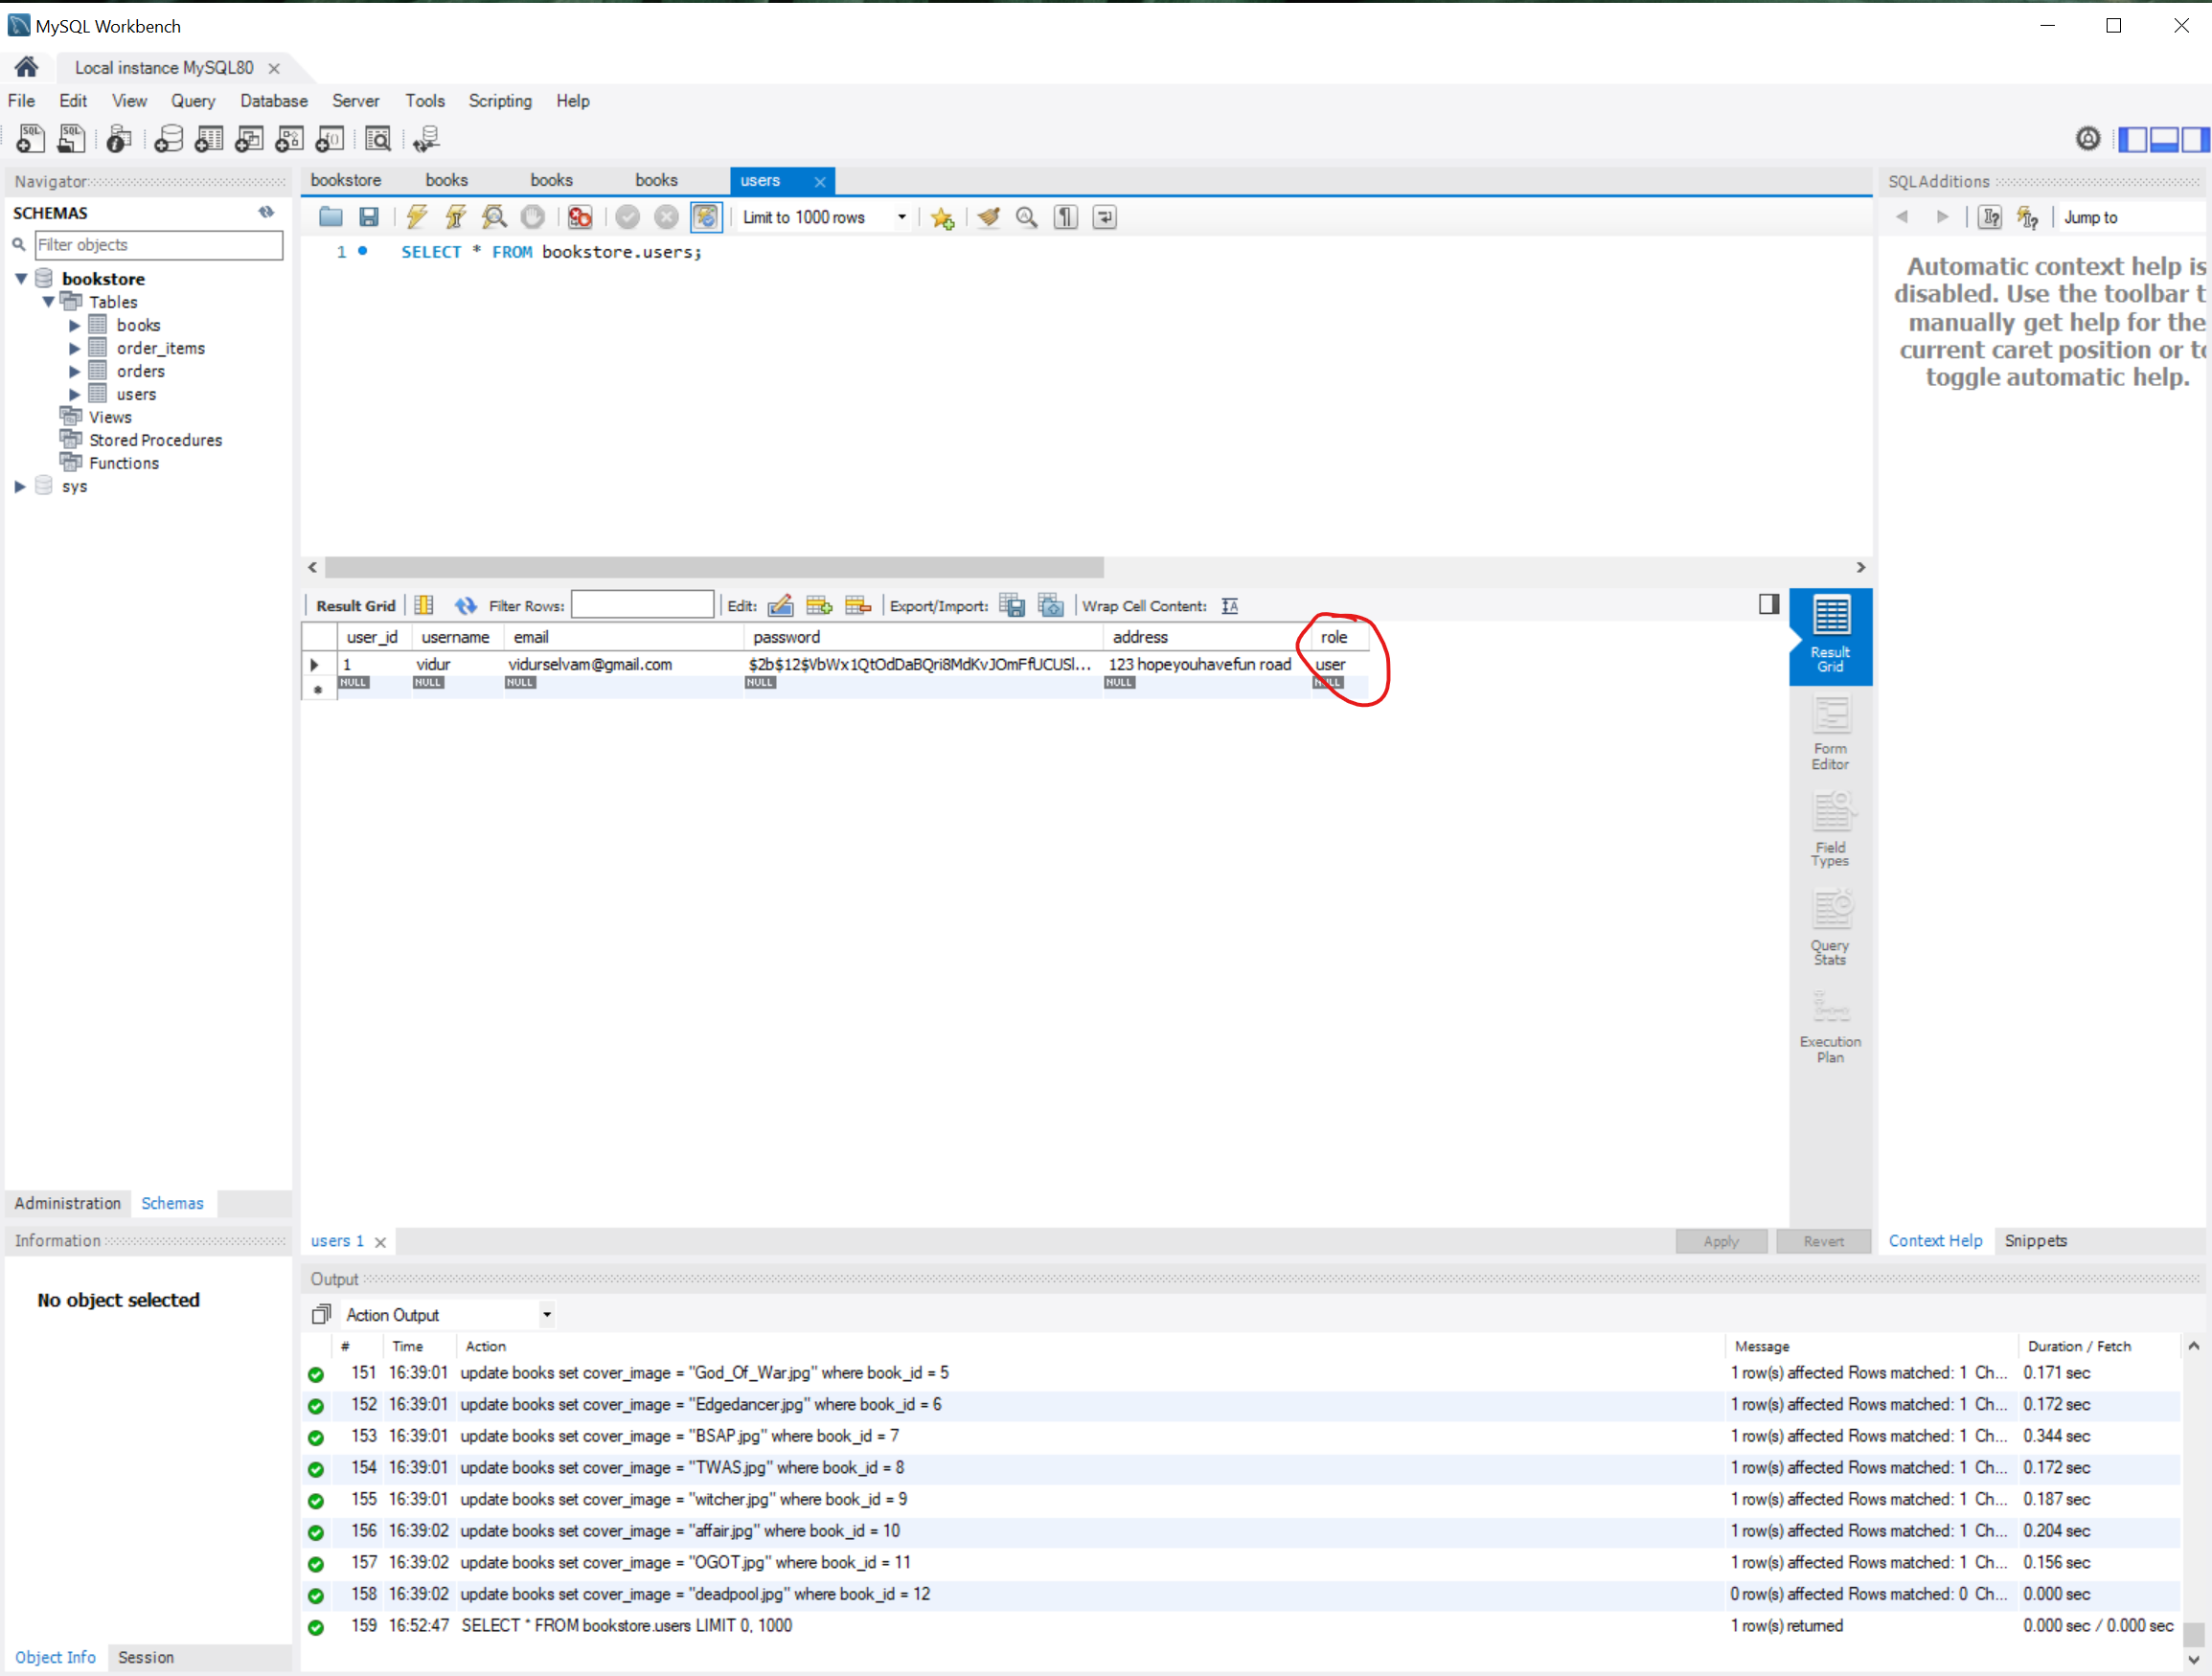 MySQL Workbench
Local instance MySQL80
File Edit View Query Database Server Tools Scripting Help
Navigator
SCHEMAS
Filter objects
bookstore
Tables
books
order_items
orders
users
Views
Stored Procedures
Functions
sys
Administration Schemas
Information
No object selected
Object Info Session
bookstore books books books users
Limit to 1000 rows
1 SELECT * FROM bookstore.users;
Result Grid Filter Rows: Edit: Export/Import: Wrap Cell Content:
user_id username email password address role
1 vidur vidurselvam@gmail.com 123 hopeyouhavefun road user
NULL NULL NULL NULL NULL NULL
Result
Grid
Form
Editor
Field
Types
Query
Stats
Execution
Plan
users 1 Apply Revert
SQLAdditions
Jump to
Automatic context help is
disabled. Use the toolbar t
manually get help for the
current caret position or to
toggle automatic help.
Context Help Snippets
Output
Action Output
# Time Action Message Duration / Fetch
151 16:39:01 update books set cover_image = "God_Of_War.jpg" where book_id = 5 1 row(s) affected Rows matched: 1 Ch... 0.171 sec
152 16:39:01 update books set cover_image = "Edgedancer.jpg" where book_id = 6 1 row(s) affected Rows matched: 1 Ch... 0.172 sec
153 16:39:01 update books set cover_image = "BSAP.jpg" where book_id = 7 1 row(s) affected Rows matched: 1 Ch... 0.344 sec
154 16:39:01 update books set cover_image = "TWAS.jpg" where book_id = 8 1 row(s) affected Rows matched: 1 Ch... 0.172 sec
155 16:39:01 update books set cover_image = "witcher.jpg" where book_id = 9 1 row(s) affected Rows matched: 1 Ch... 0.187 sec
156 16:39:02 update books set cover_image = "affair.jpg" where book_id = 10 1 row(s) affected Rows matched: 1 Ch... 0.204 sec
157 16:39:02 update books set cover_image = "OGOT.jpg" where book_id = 11 1 row(s) affected Rows matched: 1 Ch... 0.156 sec
158 16:39:02 update books set cover_image = "deadpool.jpg" where book_id = 12 0 row(s) affected Rows matched: 0 Ch... 0.000 sec
159 16:52:47 SELECT * FROM bookstore.users LIMIT 0, 1000 1 row(s) returned 0.000 sec / 0.000 sec